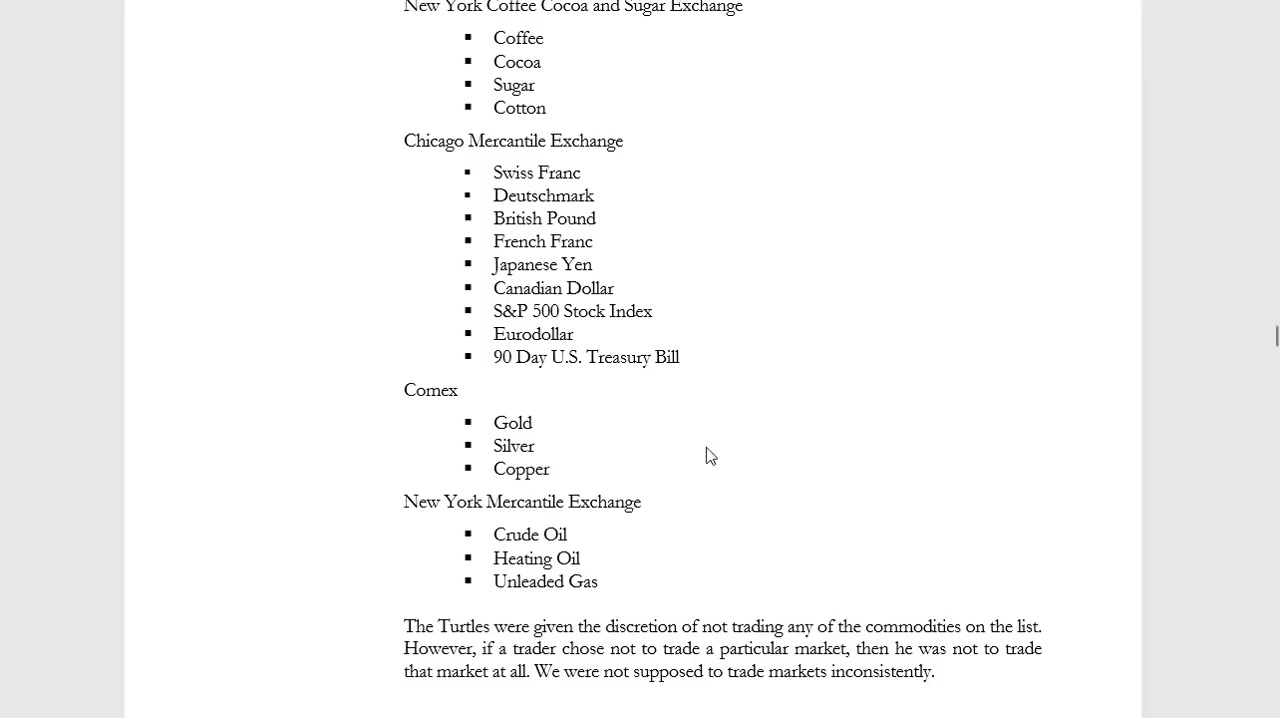 New York Coffee Cocoa and Sugar Exchange
▪ Coffee
▪ Cocoa
▪ Sugar
▪ Cotton
Chicago Mercantile Exchange
▪ Swiss Franc
▪ Deutschmark
▪ British Pound
▪ French Franc
▪ Japanese Yen
▪ Canadian Dollar
▪ S&P 500 Stock Index
▪ Eurodollar
▪ 90 Day U.S. Treasury Bill
Comex
▪ Gold
▪ Silver
▪ Copper
New York Mercantile Exchange
▪ Crude Oil
▪ Heating Oil
▪ Unleaded Gas
The Turtles were given the discretion of not trading any of the commodities on the list.
However, if a trader chose not to trade a particular market, then he was not to trade
that market at all. We were not supposed to trade markets inconsistently.